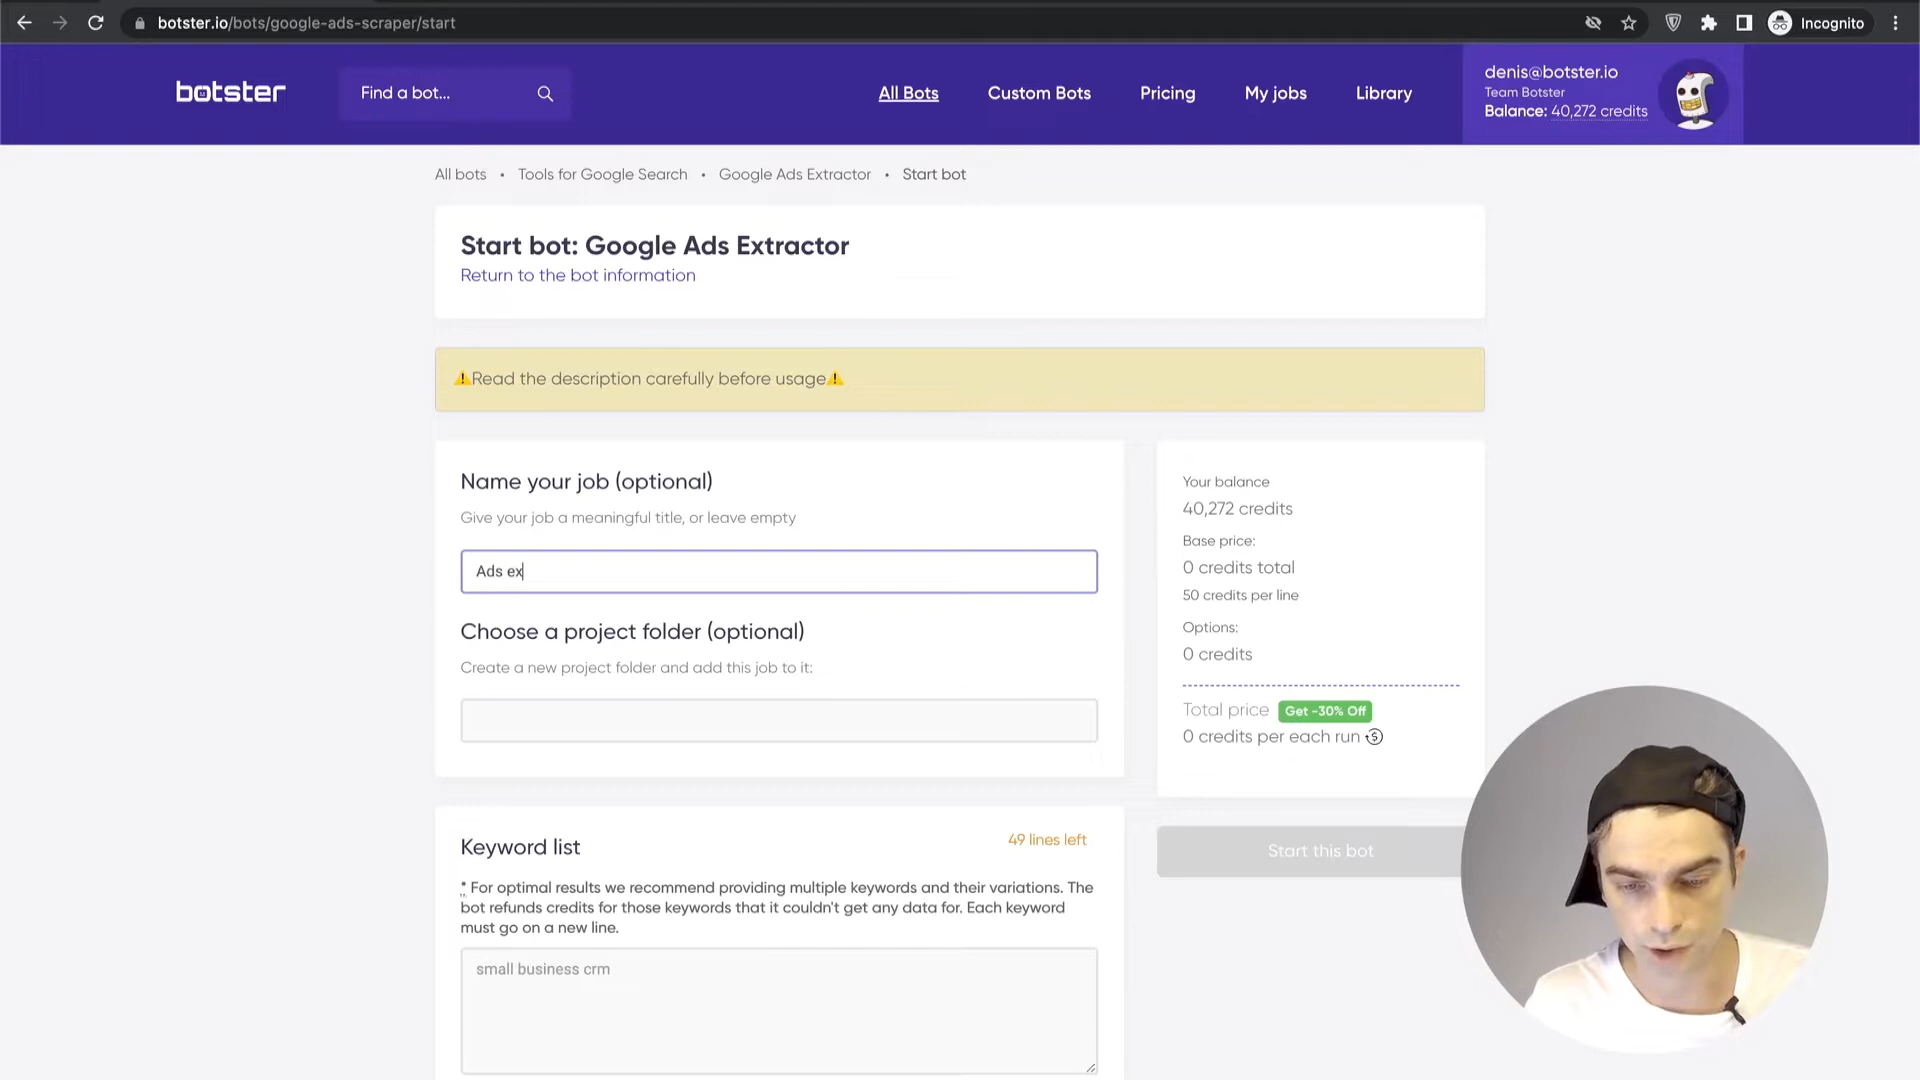 botster.io/bots/google-ads-scraper/start
Incognito
botster
Find a bot...
All Bots
Custom Bots
Pricing
My jobs
Library
denis@botster.io
Team Botster
Balance: 40,272 credits
All bots • Tools for Google Search • Google Ads Extractor • Start bot
Start bot: Google Ads Extractor
Return to the bot information
⚠️Read the description carefully before usage⚠️
Name your job (optional)
Give your job a meaningful title, or leave empty
Ads ex
Choose a project folder (optional)
Create a new project folder and add this job to it:
Your balance
40,272 credits
Base price:
0 credits total
50 credits per line
Options:
0 credits
Total price Get -30% Off
0 credits per each run
Start this bot
Keyword list
49 lines left
* For optimal results we recommend providing multiple keywords and their variations. The
bot refunds credits for those keywords that it couldn't get any data for. Each keyword
must go on a new line.
small business crm